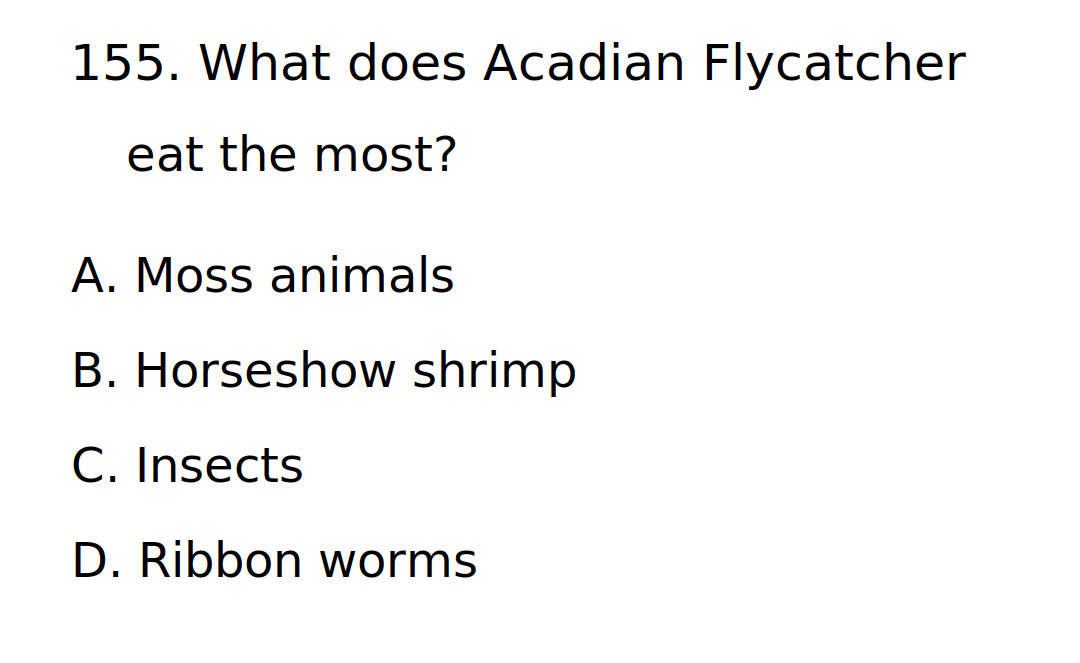 155. What does Acadian Flycatcher
eat the most?
A. Moss animals
B. Horseshow shrimp
C. Insects
D. Ribbon worms